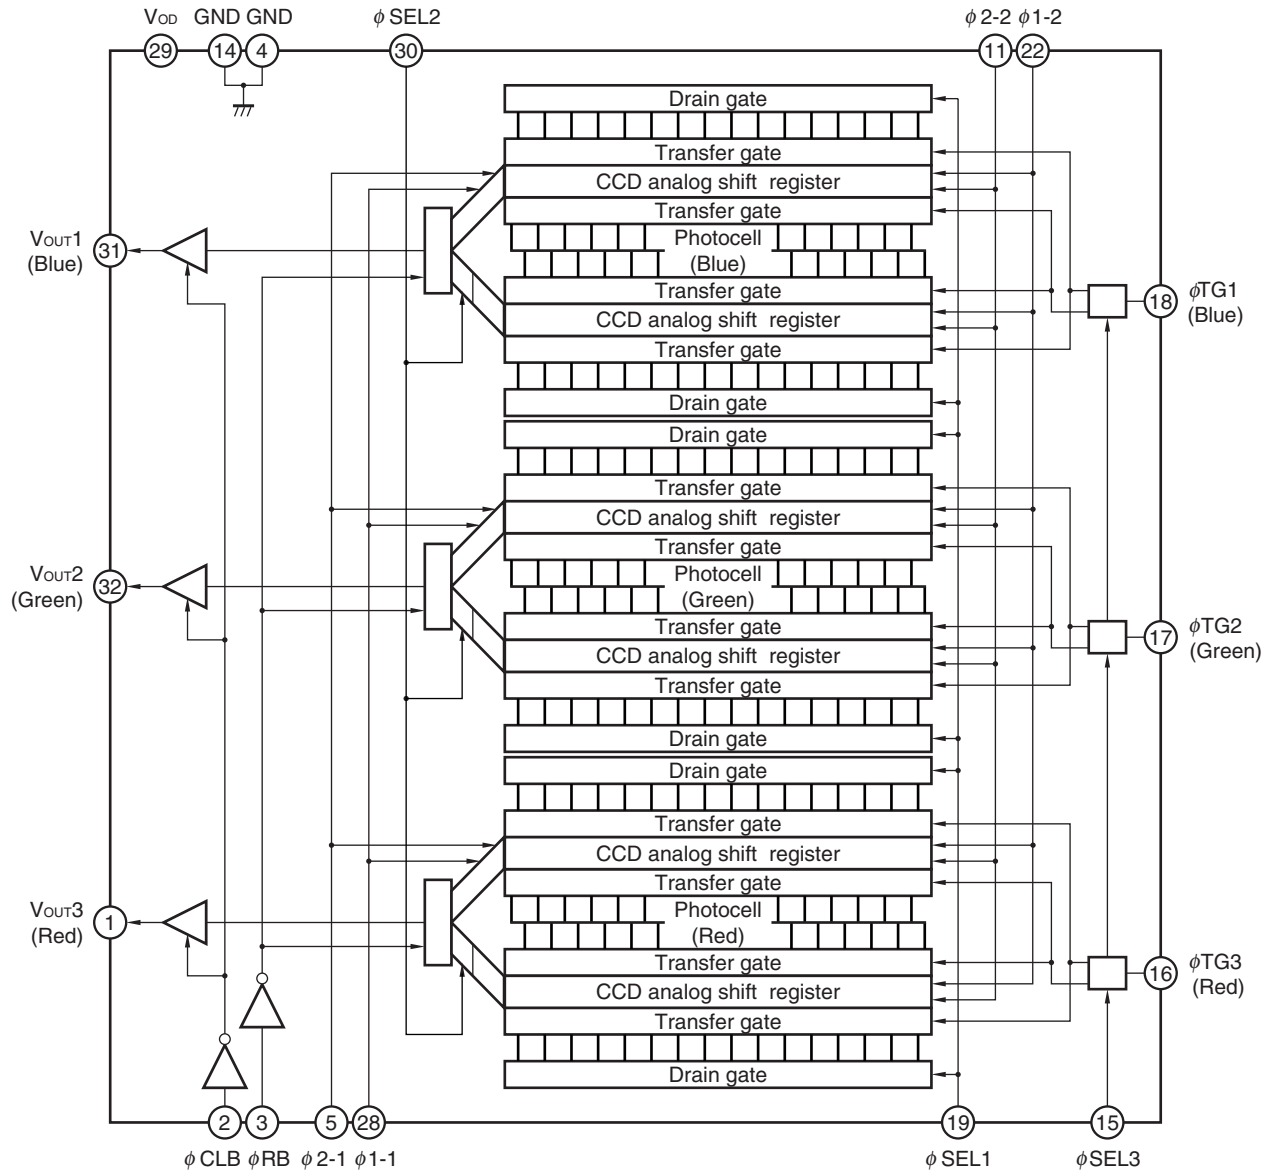 VOD GND GND φSEL2 φ2-2 φ1-2
29 14 4 30 11 22
Drain gate
Transfer gate
CCD analog shift register
Transfer gate
VOUT1
(Blue)
31
Photocell
(Blue)
Transfer gate
CCD analog shift register
Transfer gate
18
φTG1
(Blue)
Drain gate
Drain gate
Transfer gate
CCD analog shift register
Transfer gate
VOUT2
(Green)
32
Photocell
(Green)
Transfer gate
CCD analog shift register
Transfer gate
17
φTG2
(Green)
Drain gate
Drain gate
Transfer gate
CCD analog shift register
Transfer gate
VOUT3
(Red)
1
Photocell
(Red)
Transfer gate
CCD analog shift register
Transfer gate
16
φTG3
(Red)
Drain gate
2 3 5 28 19 15
φCLB φRB φ2-1 φ1-1 φSEL1 φSEL3